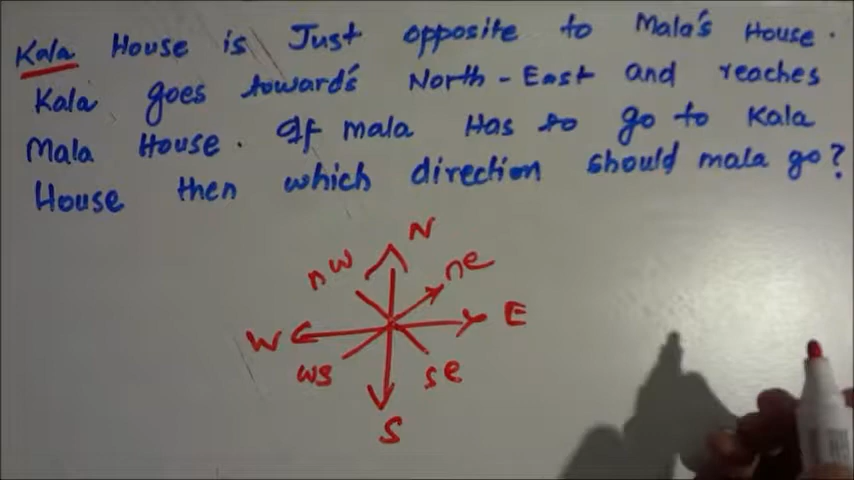 Kala House is Just opposite to Mala's House.
Kala goes toward's North-East and reaches
Mala House. If mala Has to go to Kala
House then which direction should mala go?
N
nw ne
W E
ws se
S